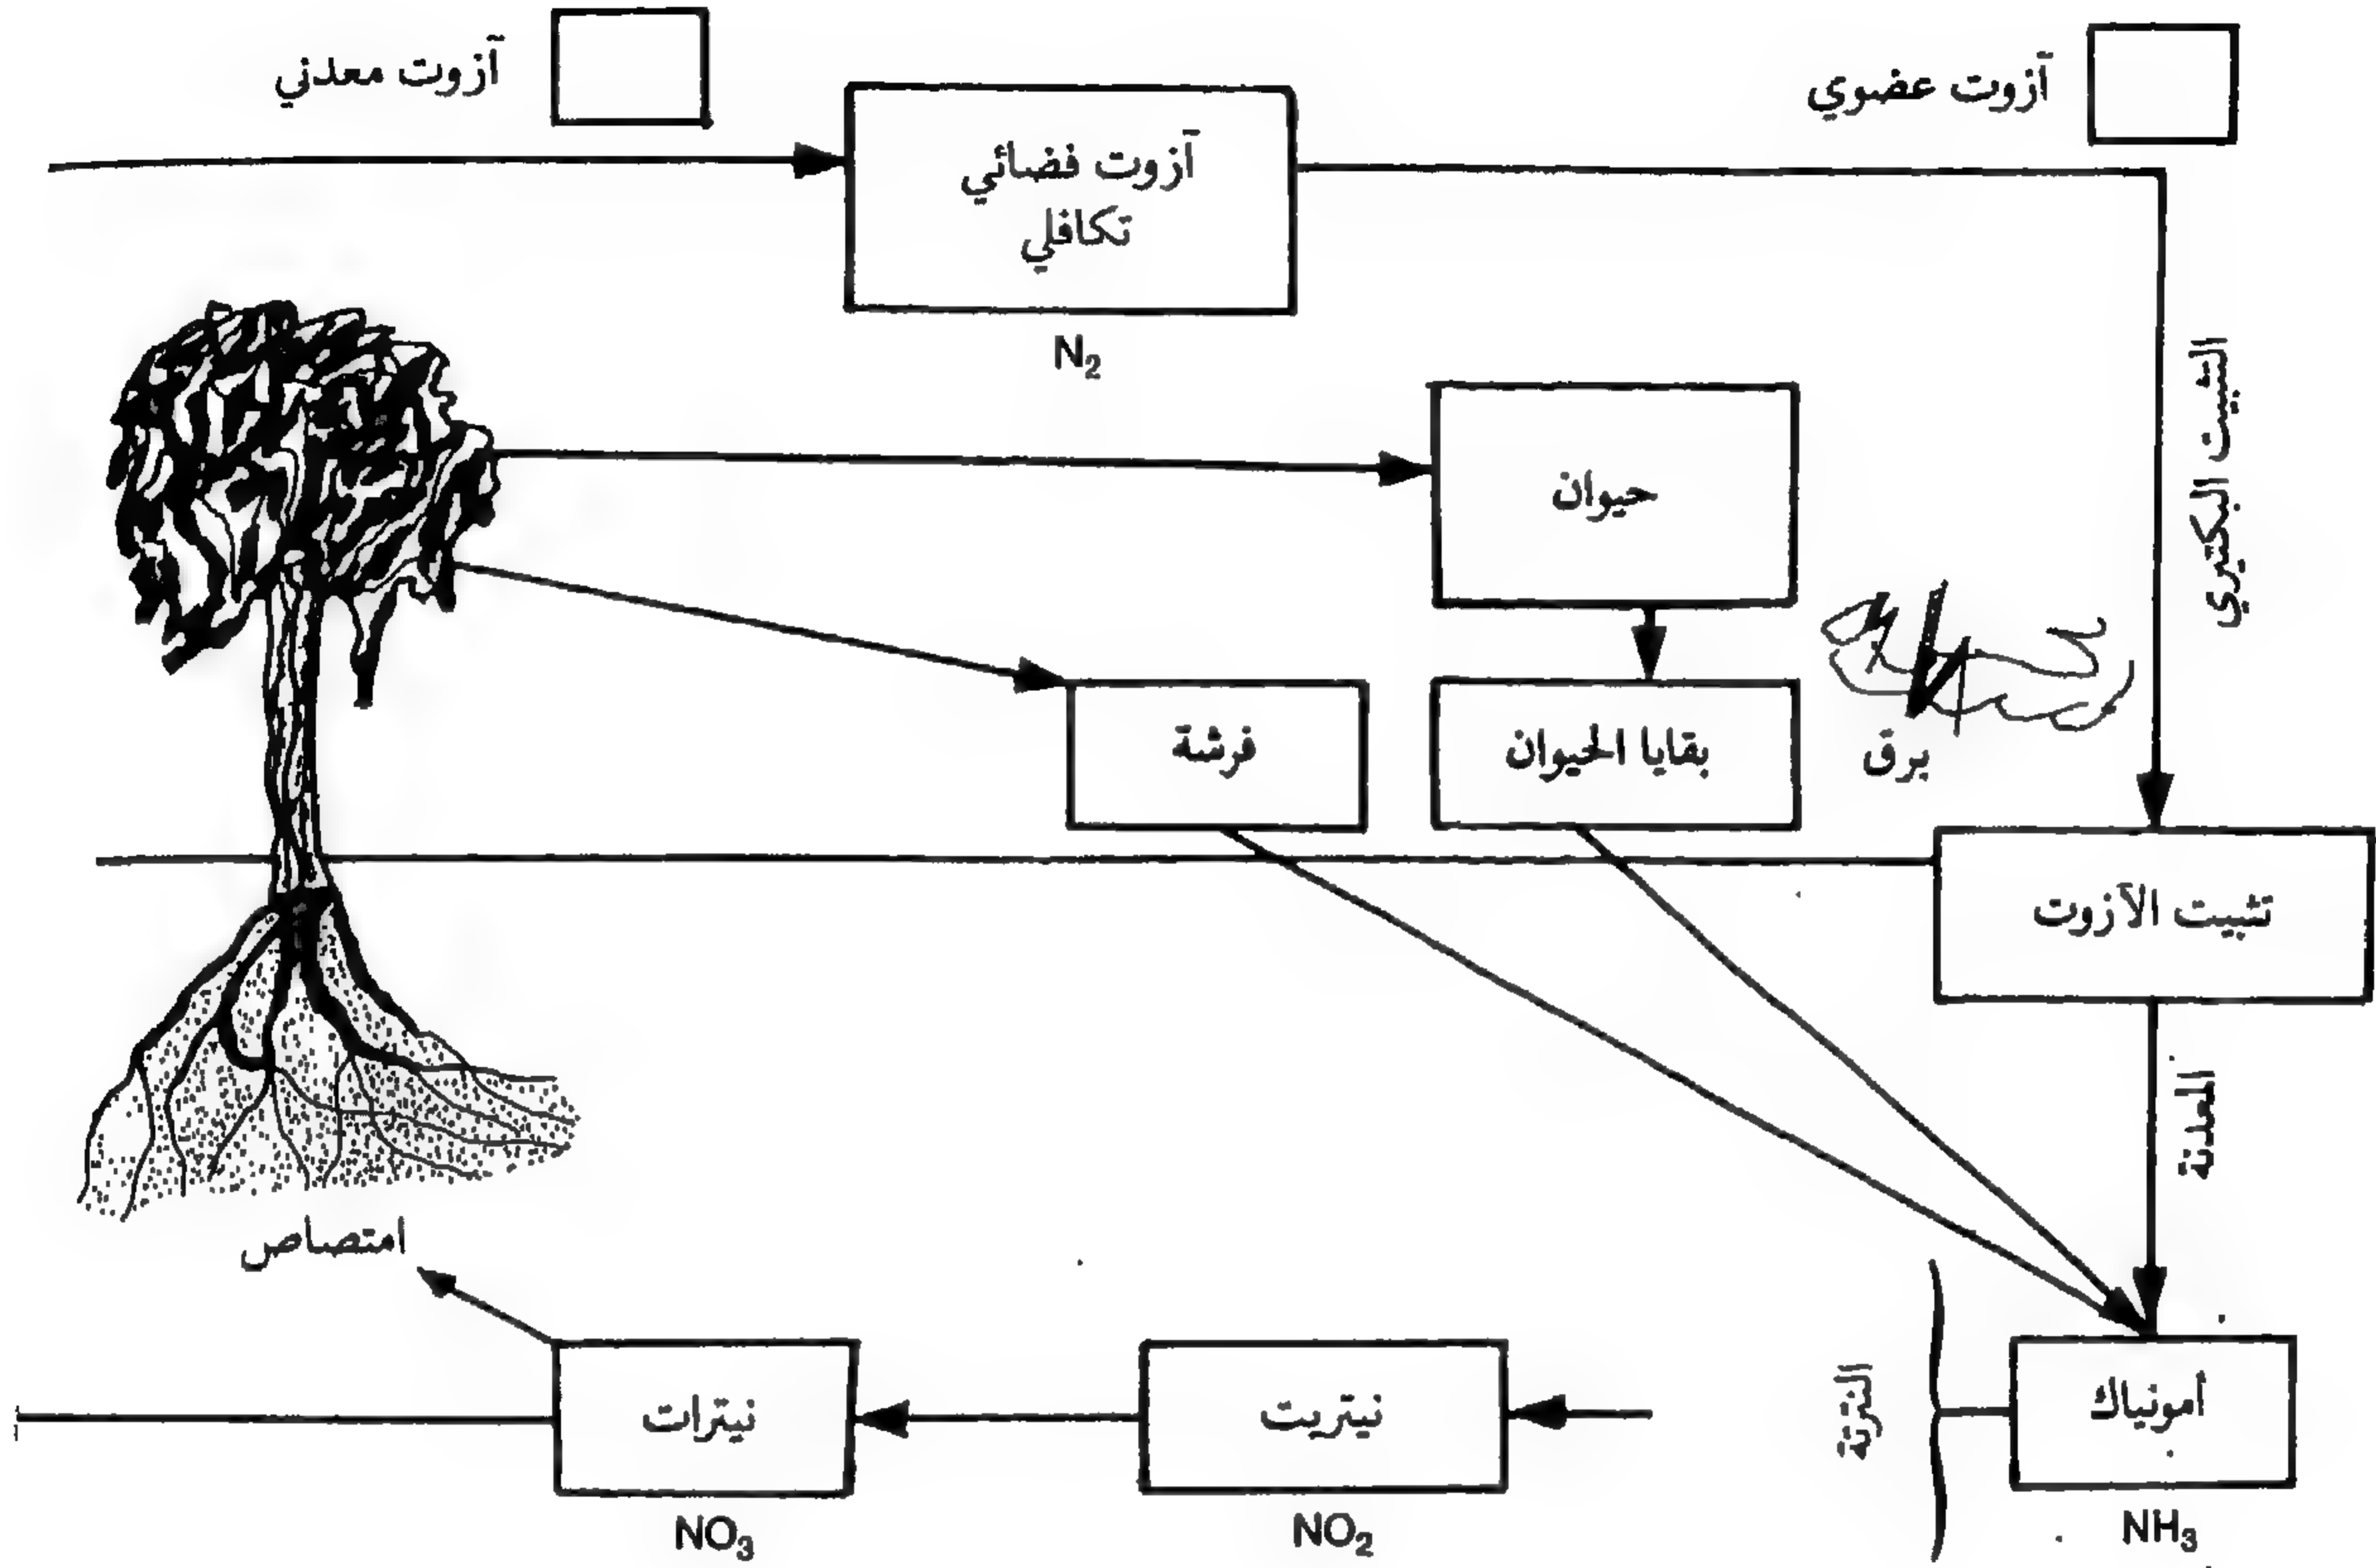 آزوت عضوي
آزوت معدني
آزوت فضائي
تكافلي
N₂
التثبيت البكتيري
حيوان
برق
بقايا الحيوان
فرشة
تثبيت الآزوت
المعدنة
امتصاص
أمونياك
النترتة
نيتريت
نيترات
NH₃
NO₂
NO₃